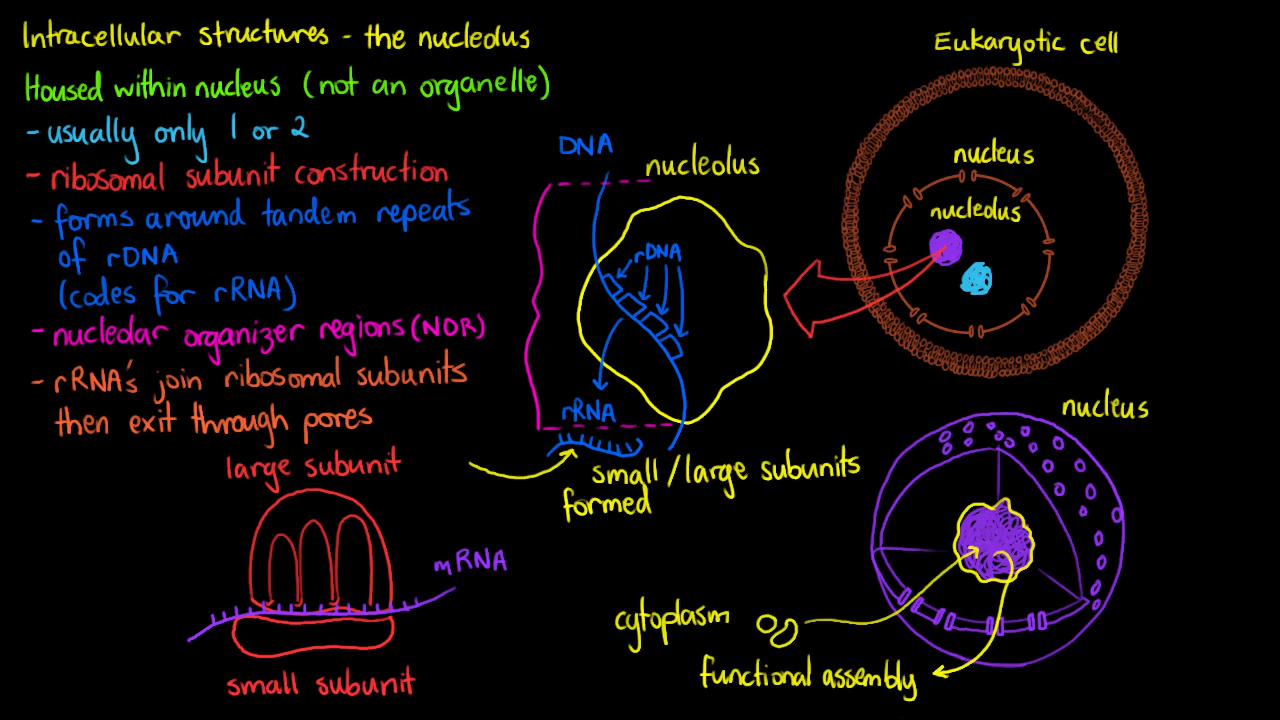 Intracellular structures - the nucleolus
Housed within nucleus (not an organelle)
- usually only 1 or 2
- ribosomal subunit construction
- forms around tandem repeats
of rDNA
(codes for rRNA)
- nucleolar organizer regions (NOR)
- rRNA's join ribosomal subunits
then exit through pores
large subunit
mRNA
small subunit
DNA
nucleolus
rDNA
rRNA
small / large subunits
formed
Eukaryotic cell
nucleus
nucleolus
nucleus
cytoplasm
functional assembly